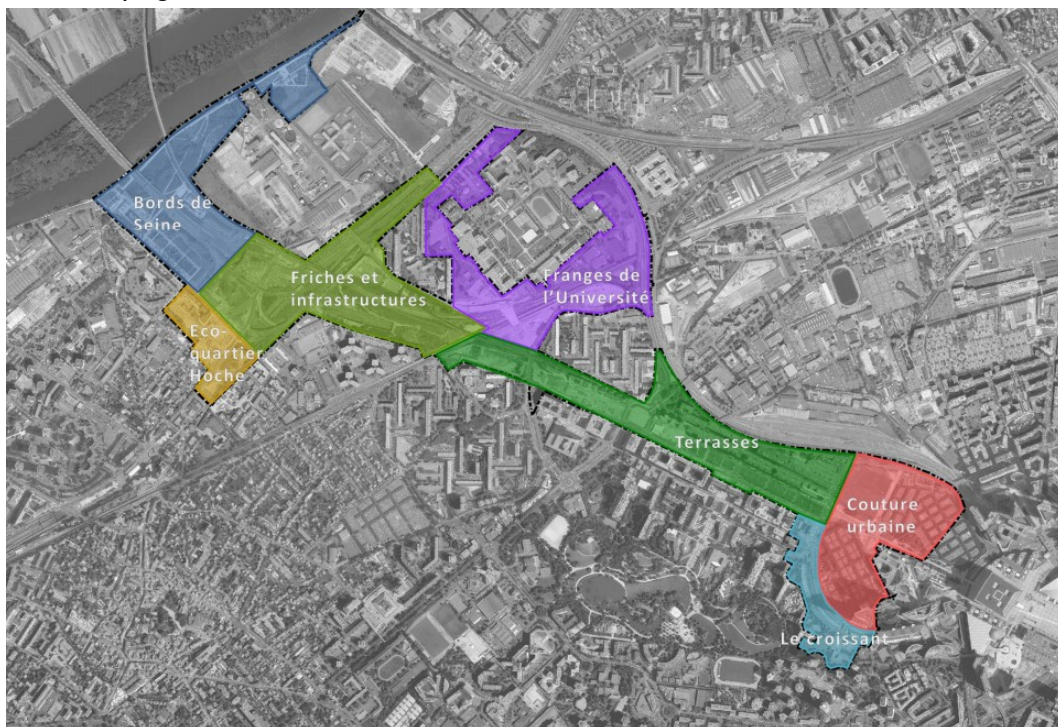 Bords de
Seine
Friches et
infrastructures
Franges de
l'Université
Eco-
quartier
Hoche
Terrasses
Couture
urbaine
Le croissant